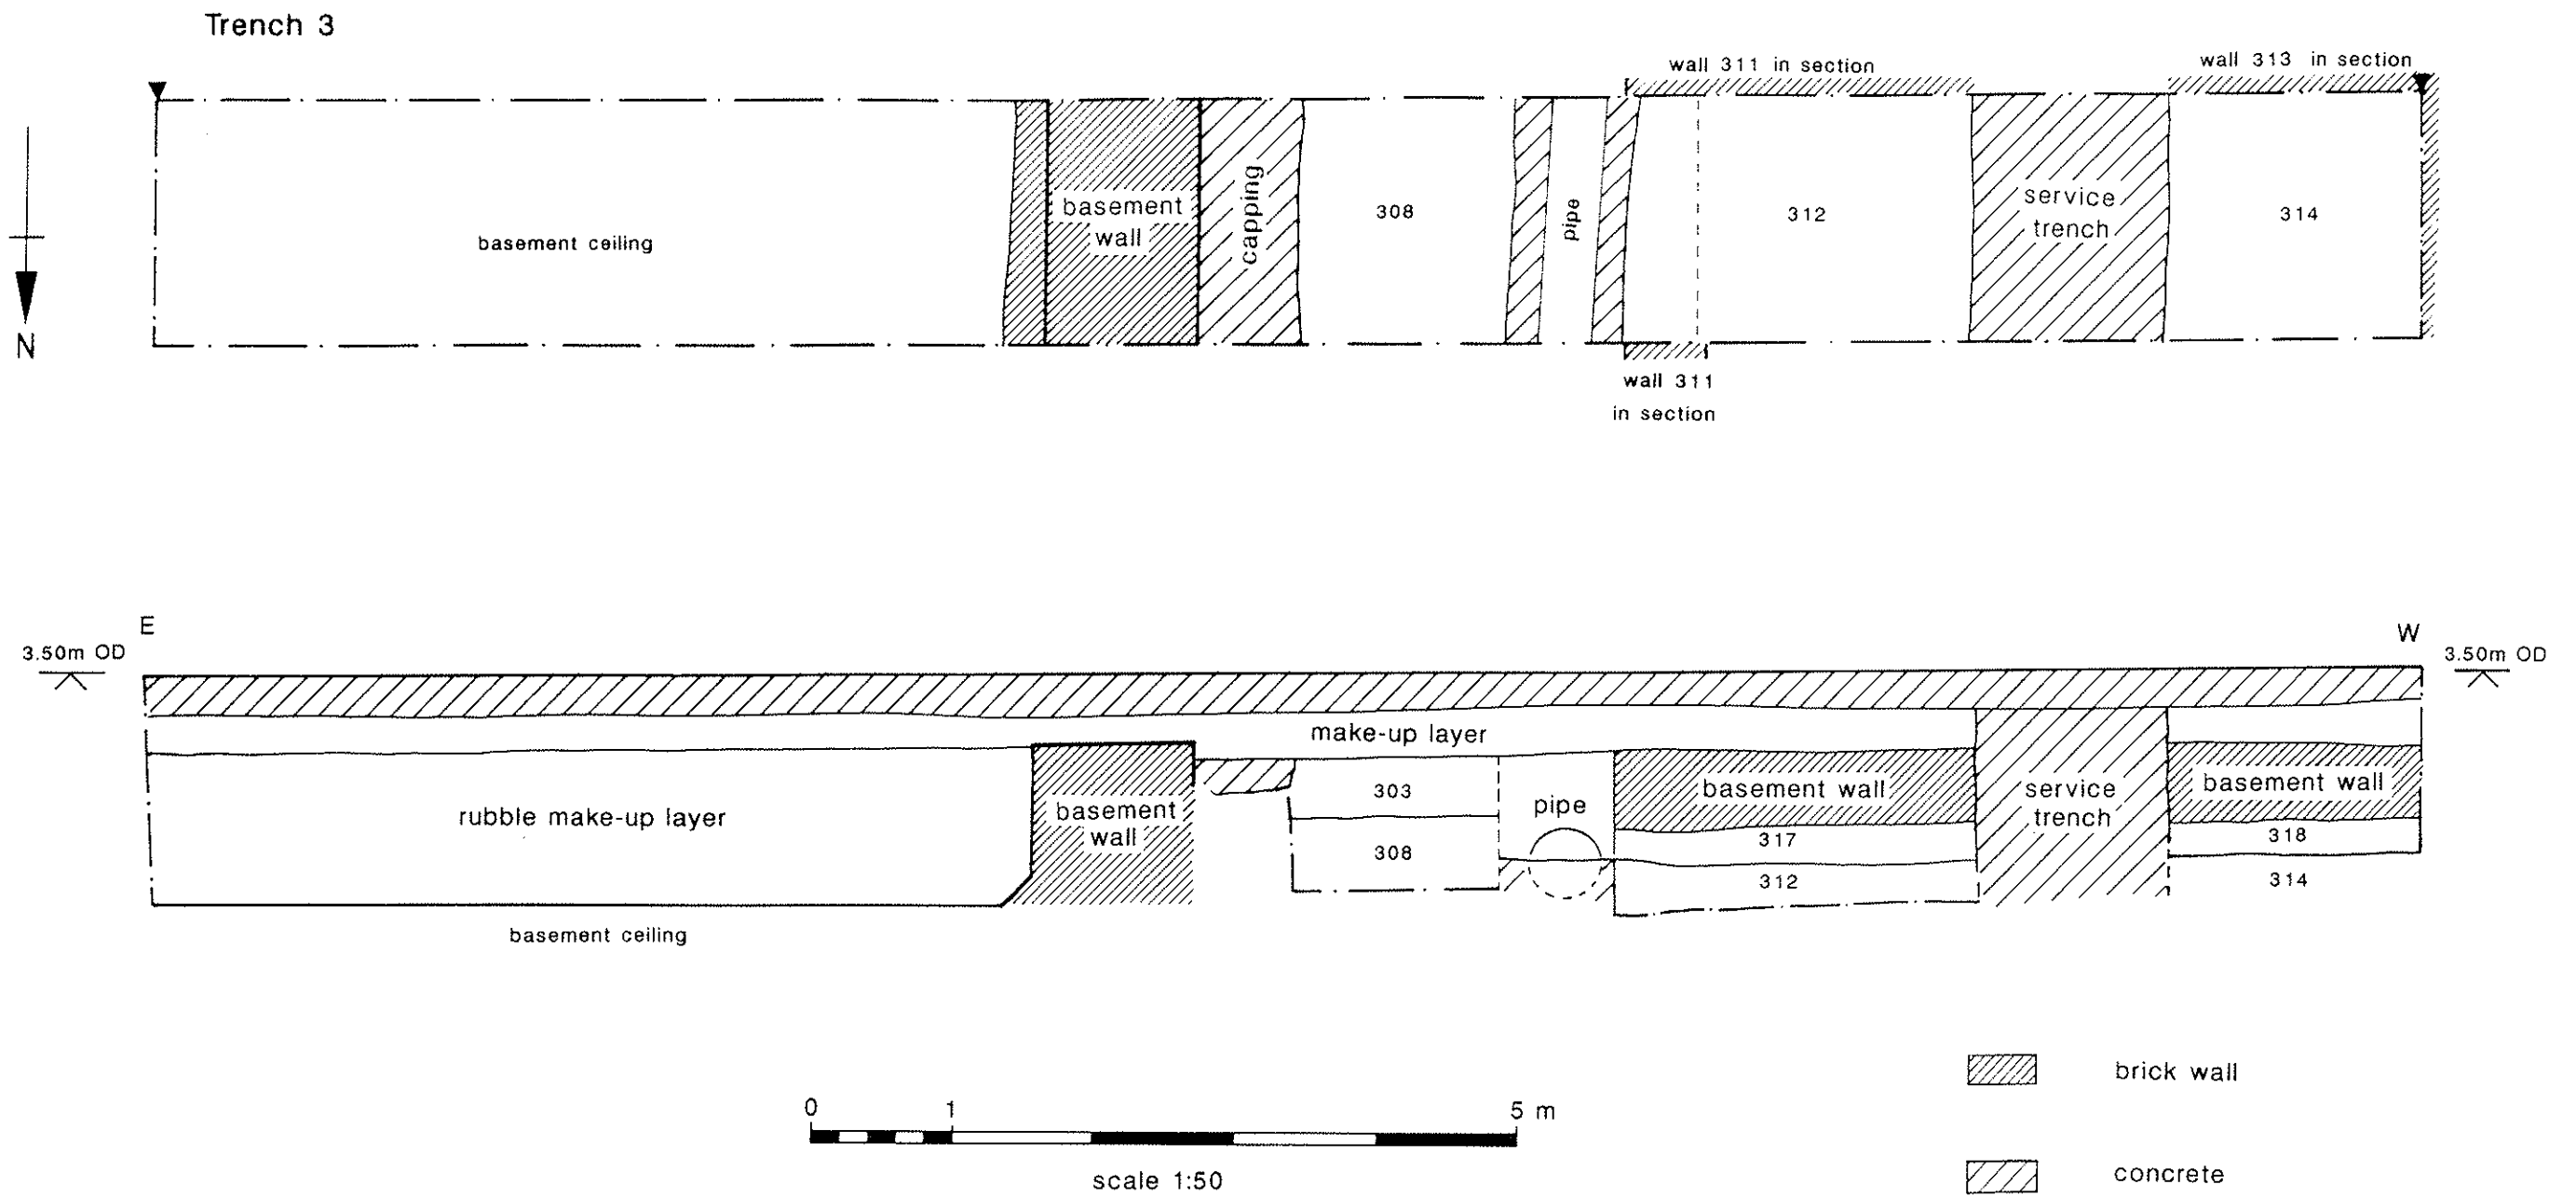 Trench 3
wall 311 in section
wall 313 in section
basement ceiling
basement
wall
capping
308
pipe
312
service
trench
314
N
wall 311
in section
E
W
3.50m OD
3.50m OD
make-up layer
rubble make-up layer
basement
wall
303
308
pipe
basement wall
317
312
service
trench
basement wall
318
314
basement ceiling
0 1 5 m
scale 1:50
brick wall
concrete